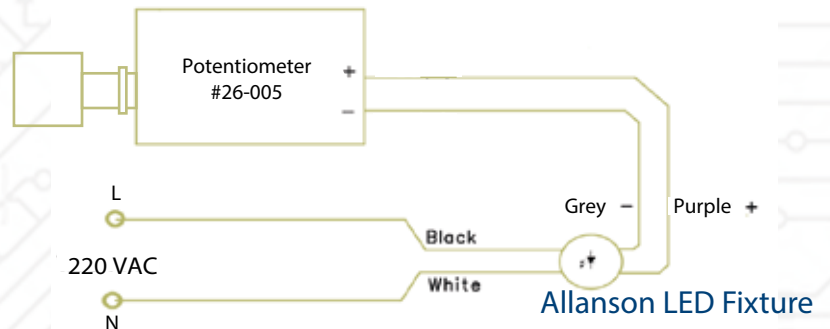 Potentiometer
#26-005
+
−
L
Grey − Purple +
Black
220 VAC
White
Allanson LED Fixture
N